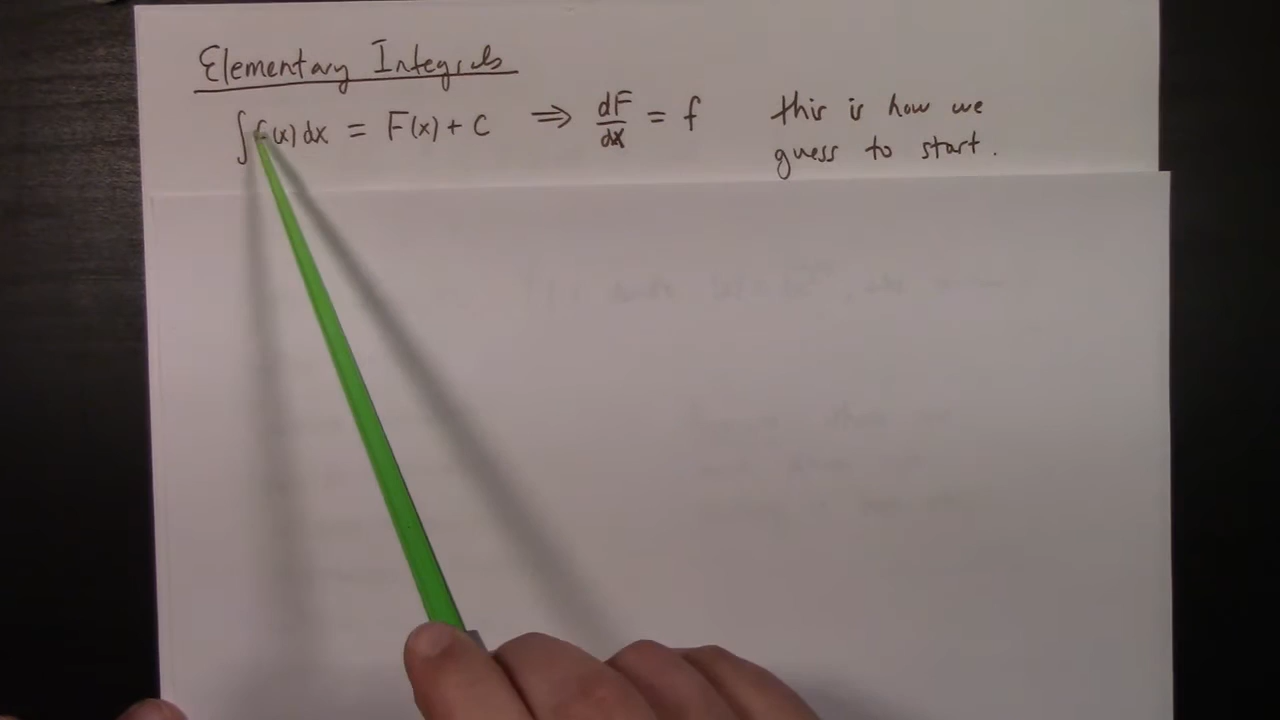 Elementary Integrals
∫f(x)dx = F(x) + C ⇒ dF/dx = f this is how we
guess to start.